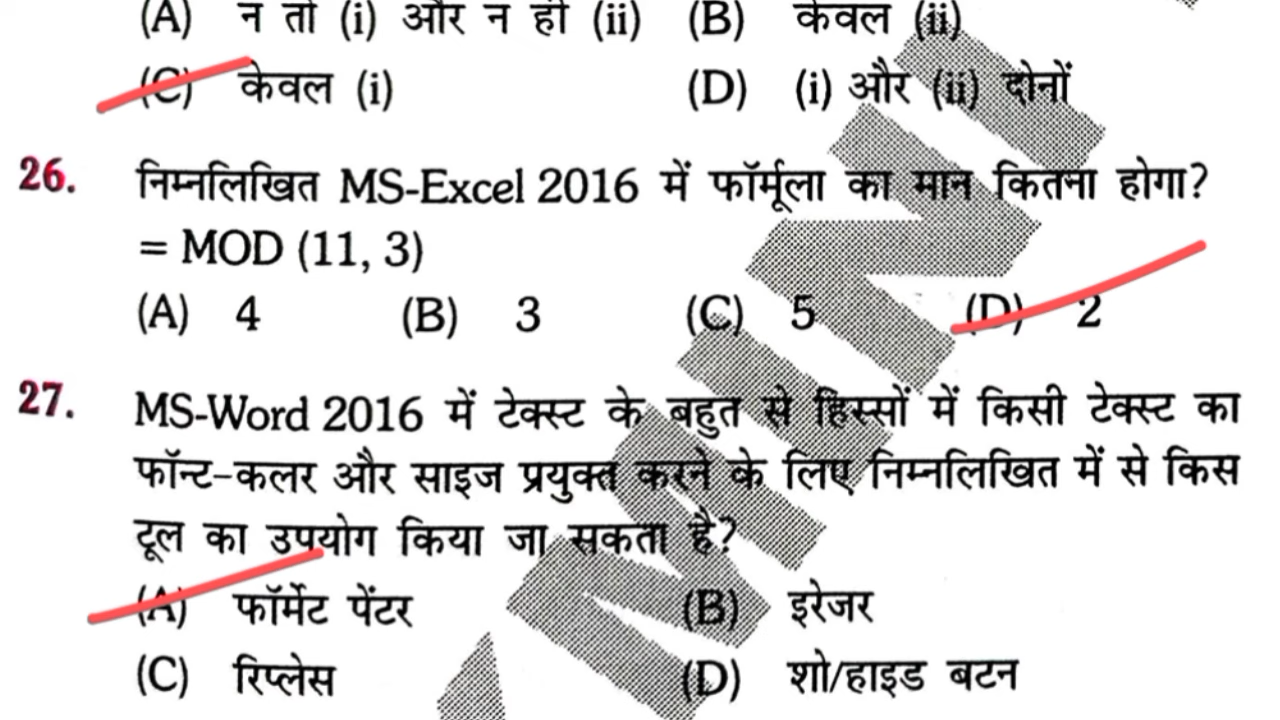 (A) न तो (i) और न ही (ii) (B) केवल (ii)
(C) केवल (i) (D) (i) और (ii) दोनों
26. निम्नलिखित MS-Excel 2016 में फॉर्मूला का मान कितना होगा?
= MOD (11, 3)
(A) 4 (B) 3 (C) 5 (D) 2
27. MS-Word 2016 में टेक्स्ट के बहुत से हिस्सों में किसी टेक्स्ट का
फॉन्ट-कलर और साइज प्रयुक्त करने के लिए निम्नलिखित में से किस
टूल का उपयोग किया जा सकता है?
(A) फॉर्मेट पेंटर (B) इरेजर
(C) रिप्लेस (D) शो/हाइड बटन